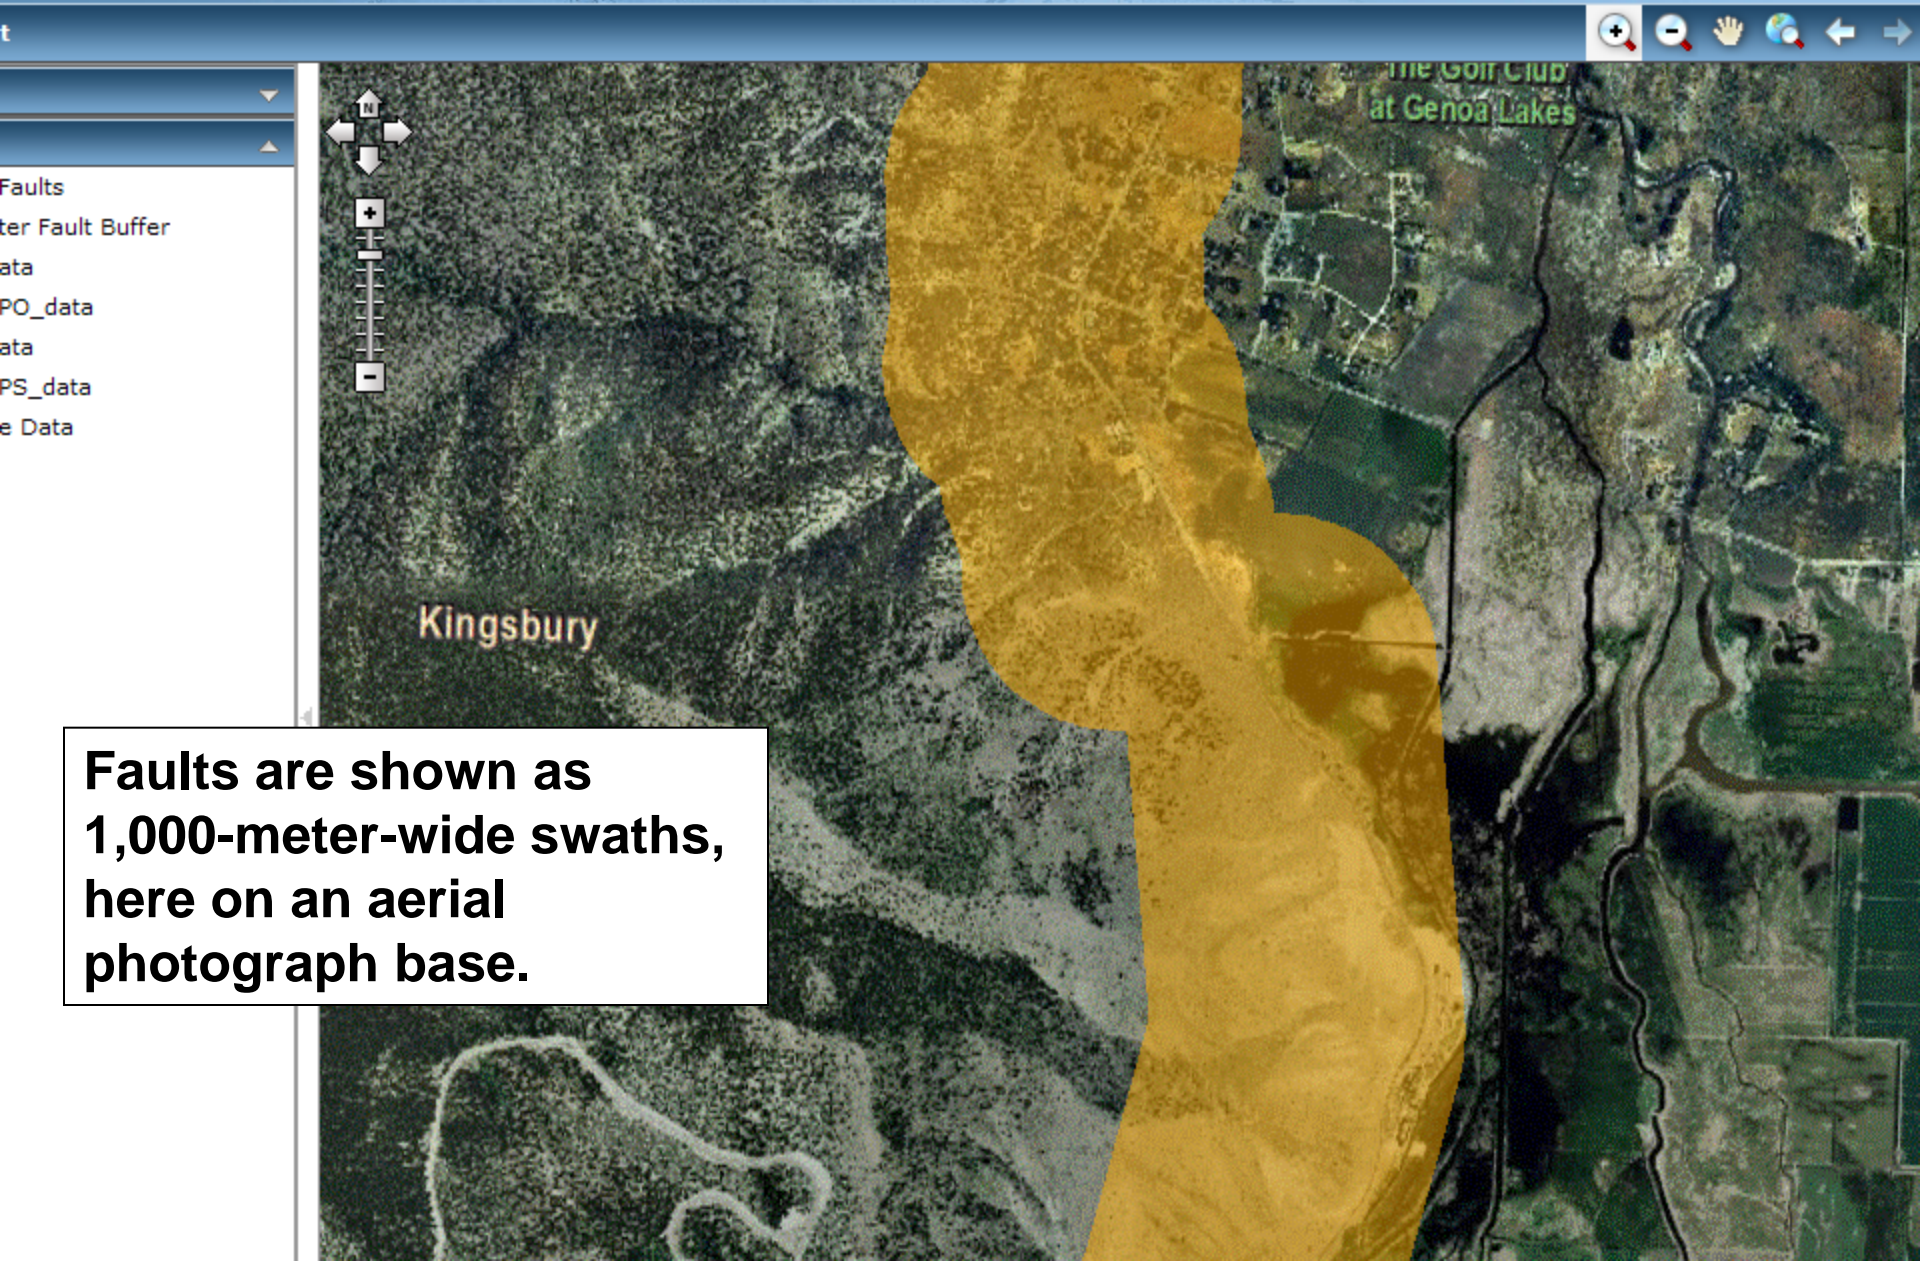 t
The Golf Club
at Genoa Lakes
N
Faults
ter Fault Buffer
ata
PO_data
ata
PS_data
e Data
Kingsbury
Faults are shown as
1,000-meter-wide swaths,
here on an aerial
photograph base.